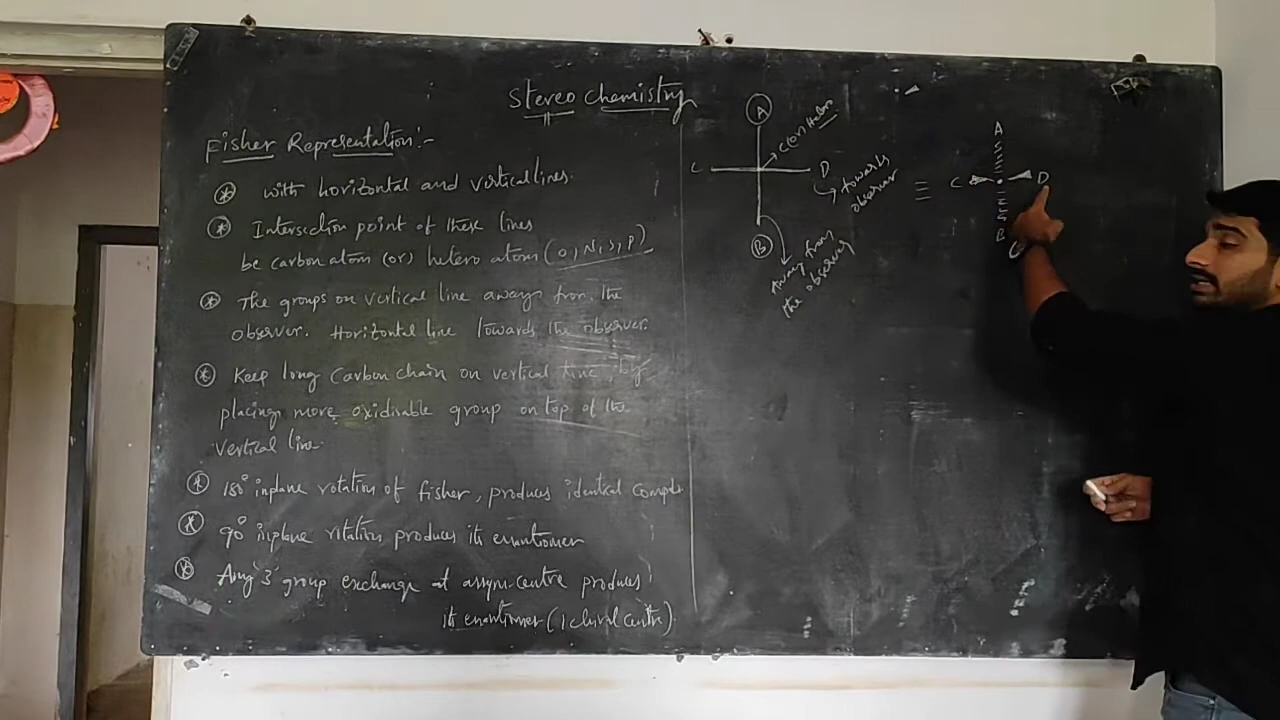 Stereo Chemistry
Fisher Representation:-
with horizontal and vertical lines.
Intersection point of these lines
be carbon atom (or) hetero atom (O, N, S, P)
The groups on vertical line away from the
observer. Horizontal line towards the observer.
Keep long Carbon chain on vertical line, by
placing more oxidisable group on top of the
vertical line.
180° inplane rotation of fisher, produces identical
90° inplane rotation produces its enantiomer
Any '3' group exchange at assym-centre produces
its enantiomer (1 chiral centre).
A
C (or) Hetero
C
D
towards
observer
B
Away from
the observer
≡
A
C
D
B